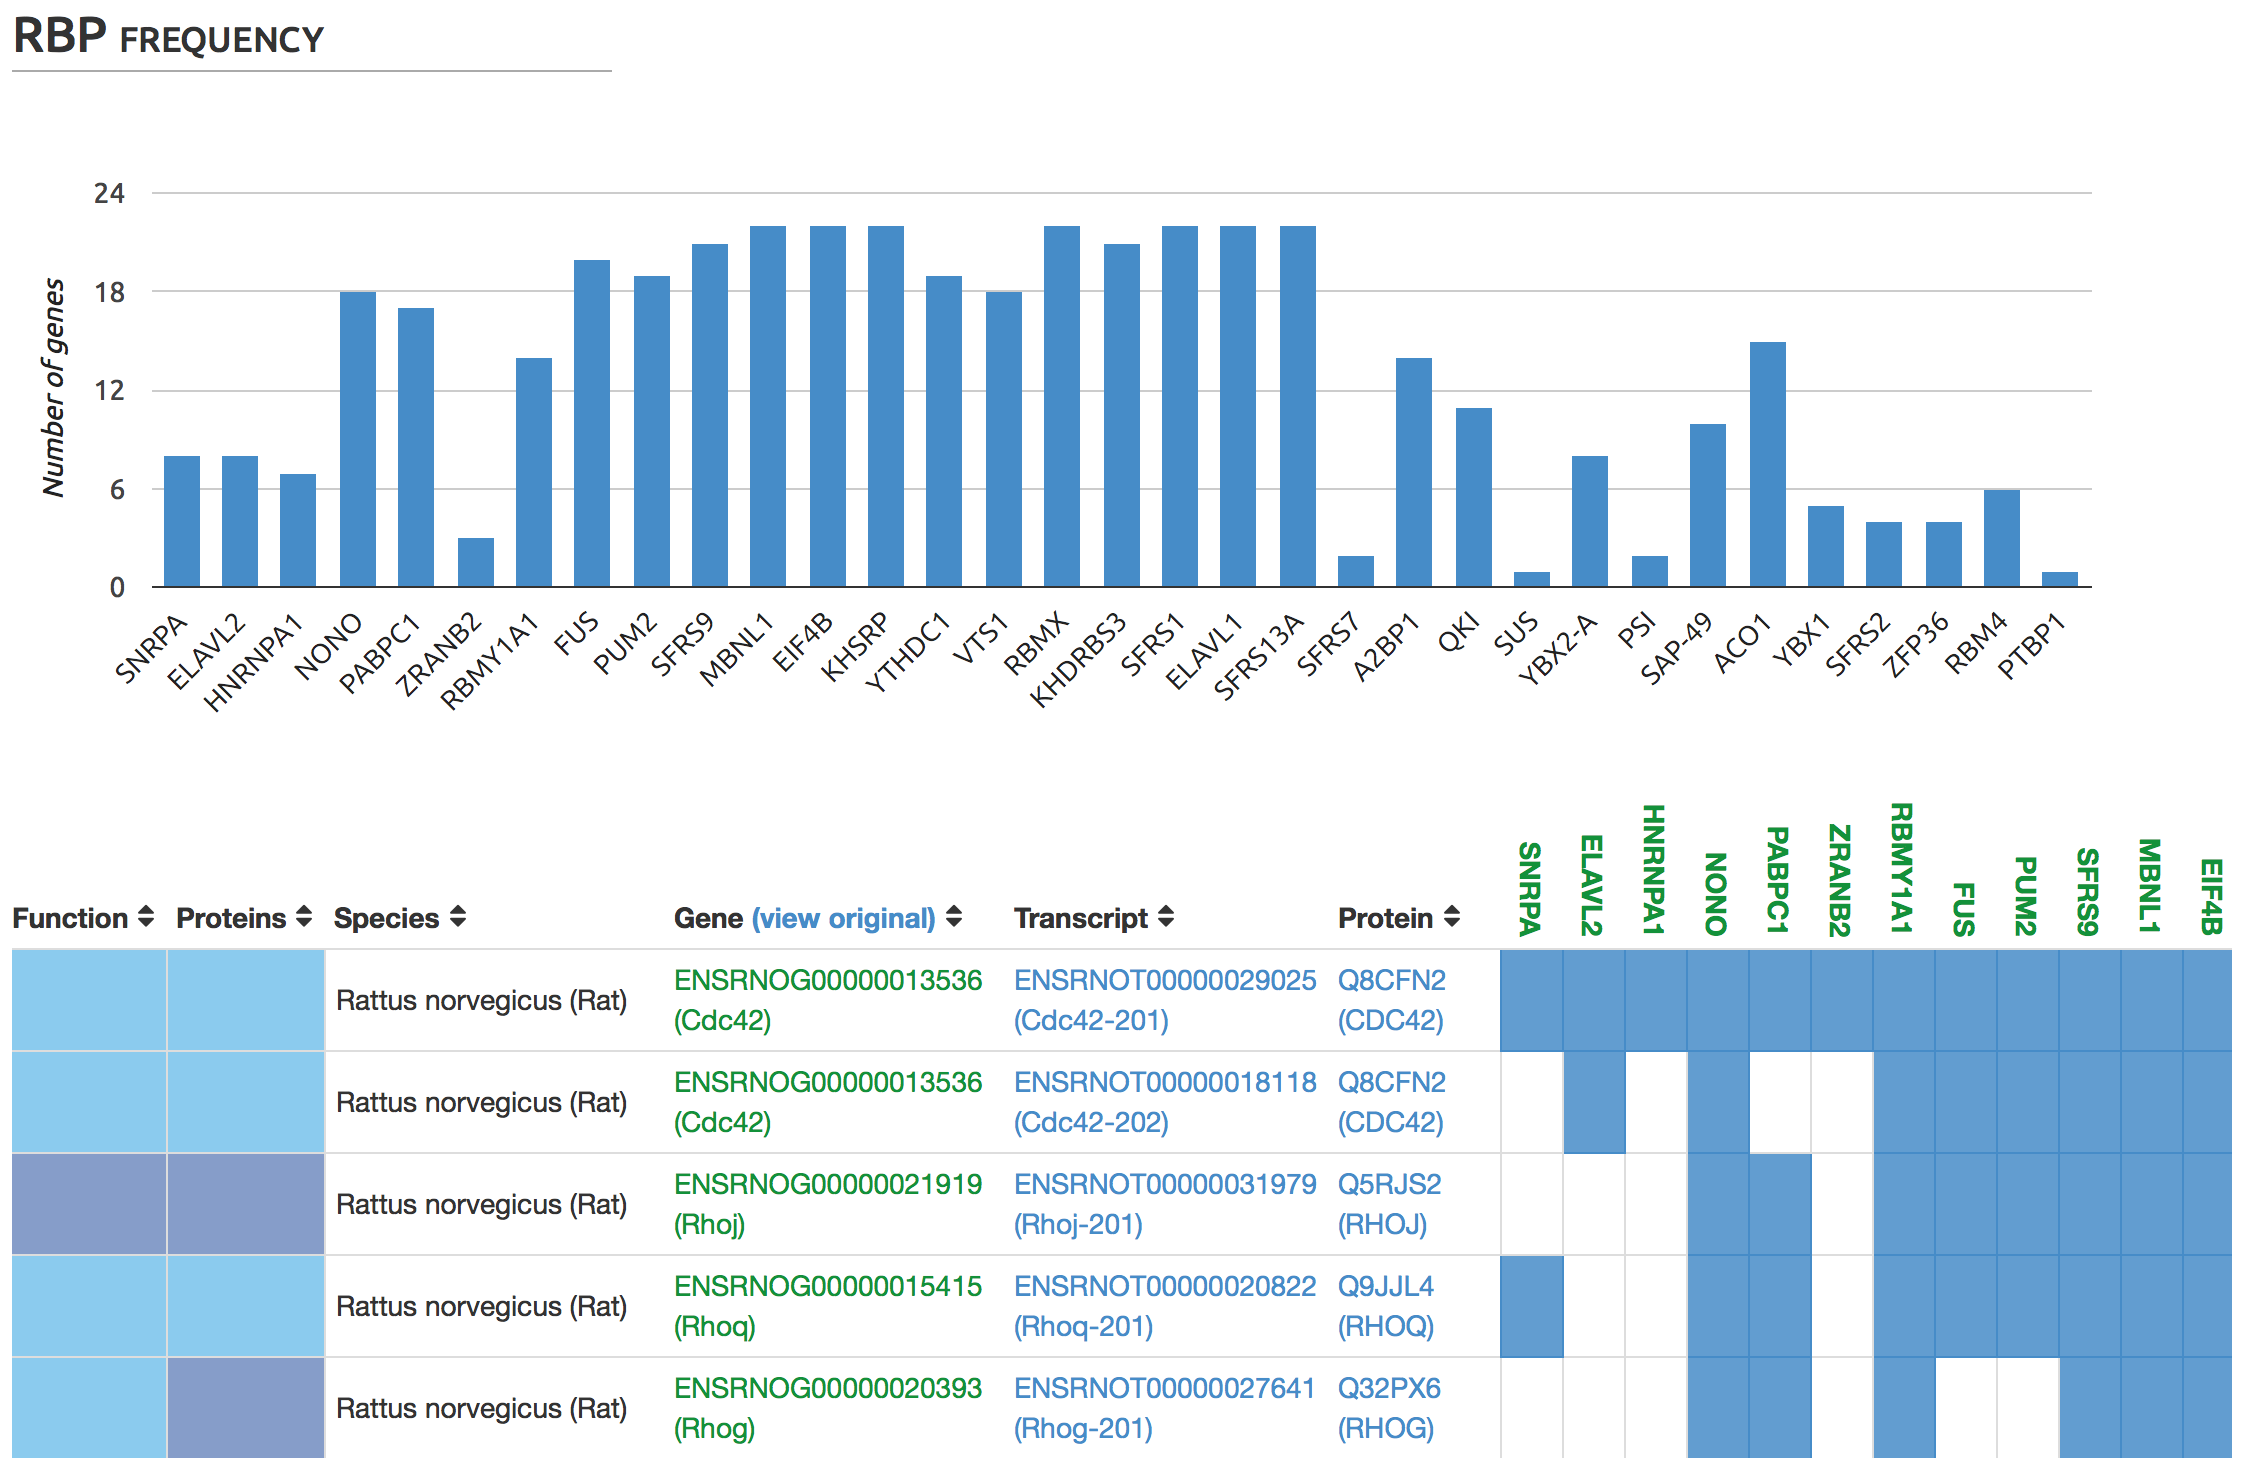 RBP FREQUENCY
24
18
12
6
0
Number of genes
SNRPA ELAVL2 HNRNPA1 NONO PABPC1 ZRANB2 RBMY1A1 FUS PUM2 SFRS9 MBNL1 EIF4B KHSRP YTHDC1 VTS1 RBMX KHDRBS3 SFRS1 ELAVL1 SFRS13A SFRS7 A2BP1 QKI SUS YBX2-A PSI SAP-49 ACO1 YBX1 SFRS2 ZFP36 RBM4 PTBP1
Function Proteins Species Gene (view original) Transcript Protein SNRPA ELAVL2 HNRNPA1 NONO PABPC1 ZRANB2 RBMY1A1 FUS PUM2 SFRS9 MBNL1 EIF4B
Rattus norvegicus (Rat) ENSRNOG00000013536 ENSRNOT00000029025 Q8CFN2
(Cdc42) (Cdc42-201) (CDC42)
Rattus norvegicus (Rat) ENSRNOG00000013536 ENSRNOT00000018118 Q8CFN2
(Cdc42) (Cdc42-202) (CDC42)
Rattus norvegicus (Rat) ENSRNOG00000021919 ENSRNOT00000031979 Q5RJS2
(Rhoj) (Rhoj-201) (RHOJ)
Rattus norvegicus (Rat) ENSRNOG00000015415 ENSRNOT00000020822 Q9JJL4
(Rhoq) (Rhoq-201) (RHOQ)
Rattus norvegicus (Rat) ENSRNOG00000020393 ENSRNOT00000027641 Q32PX6
(Rhog) (Rhog-201) (RHOG)